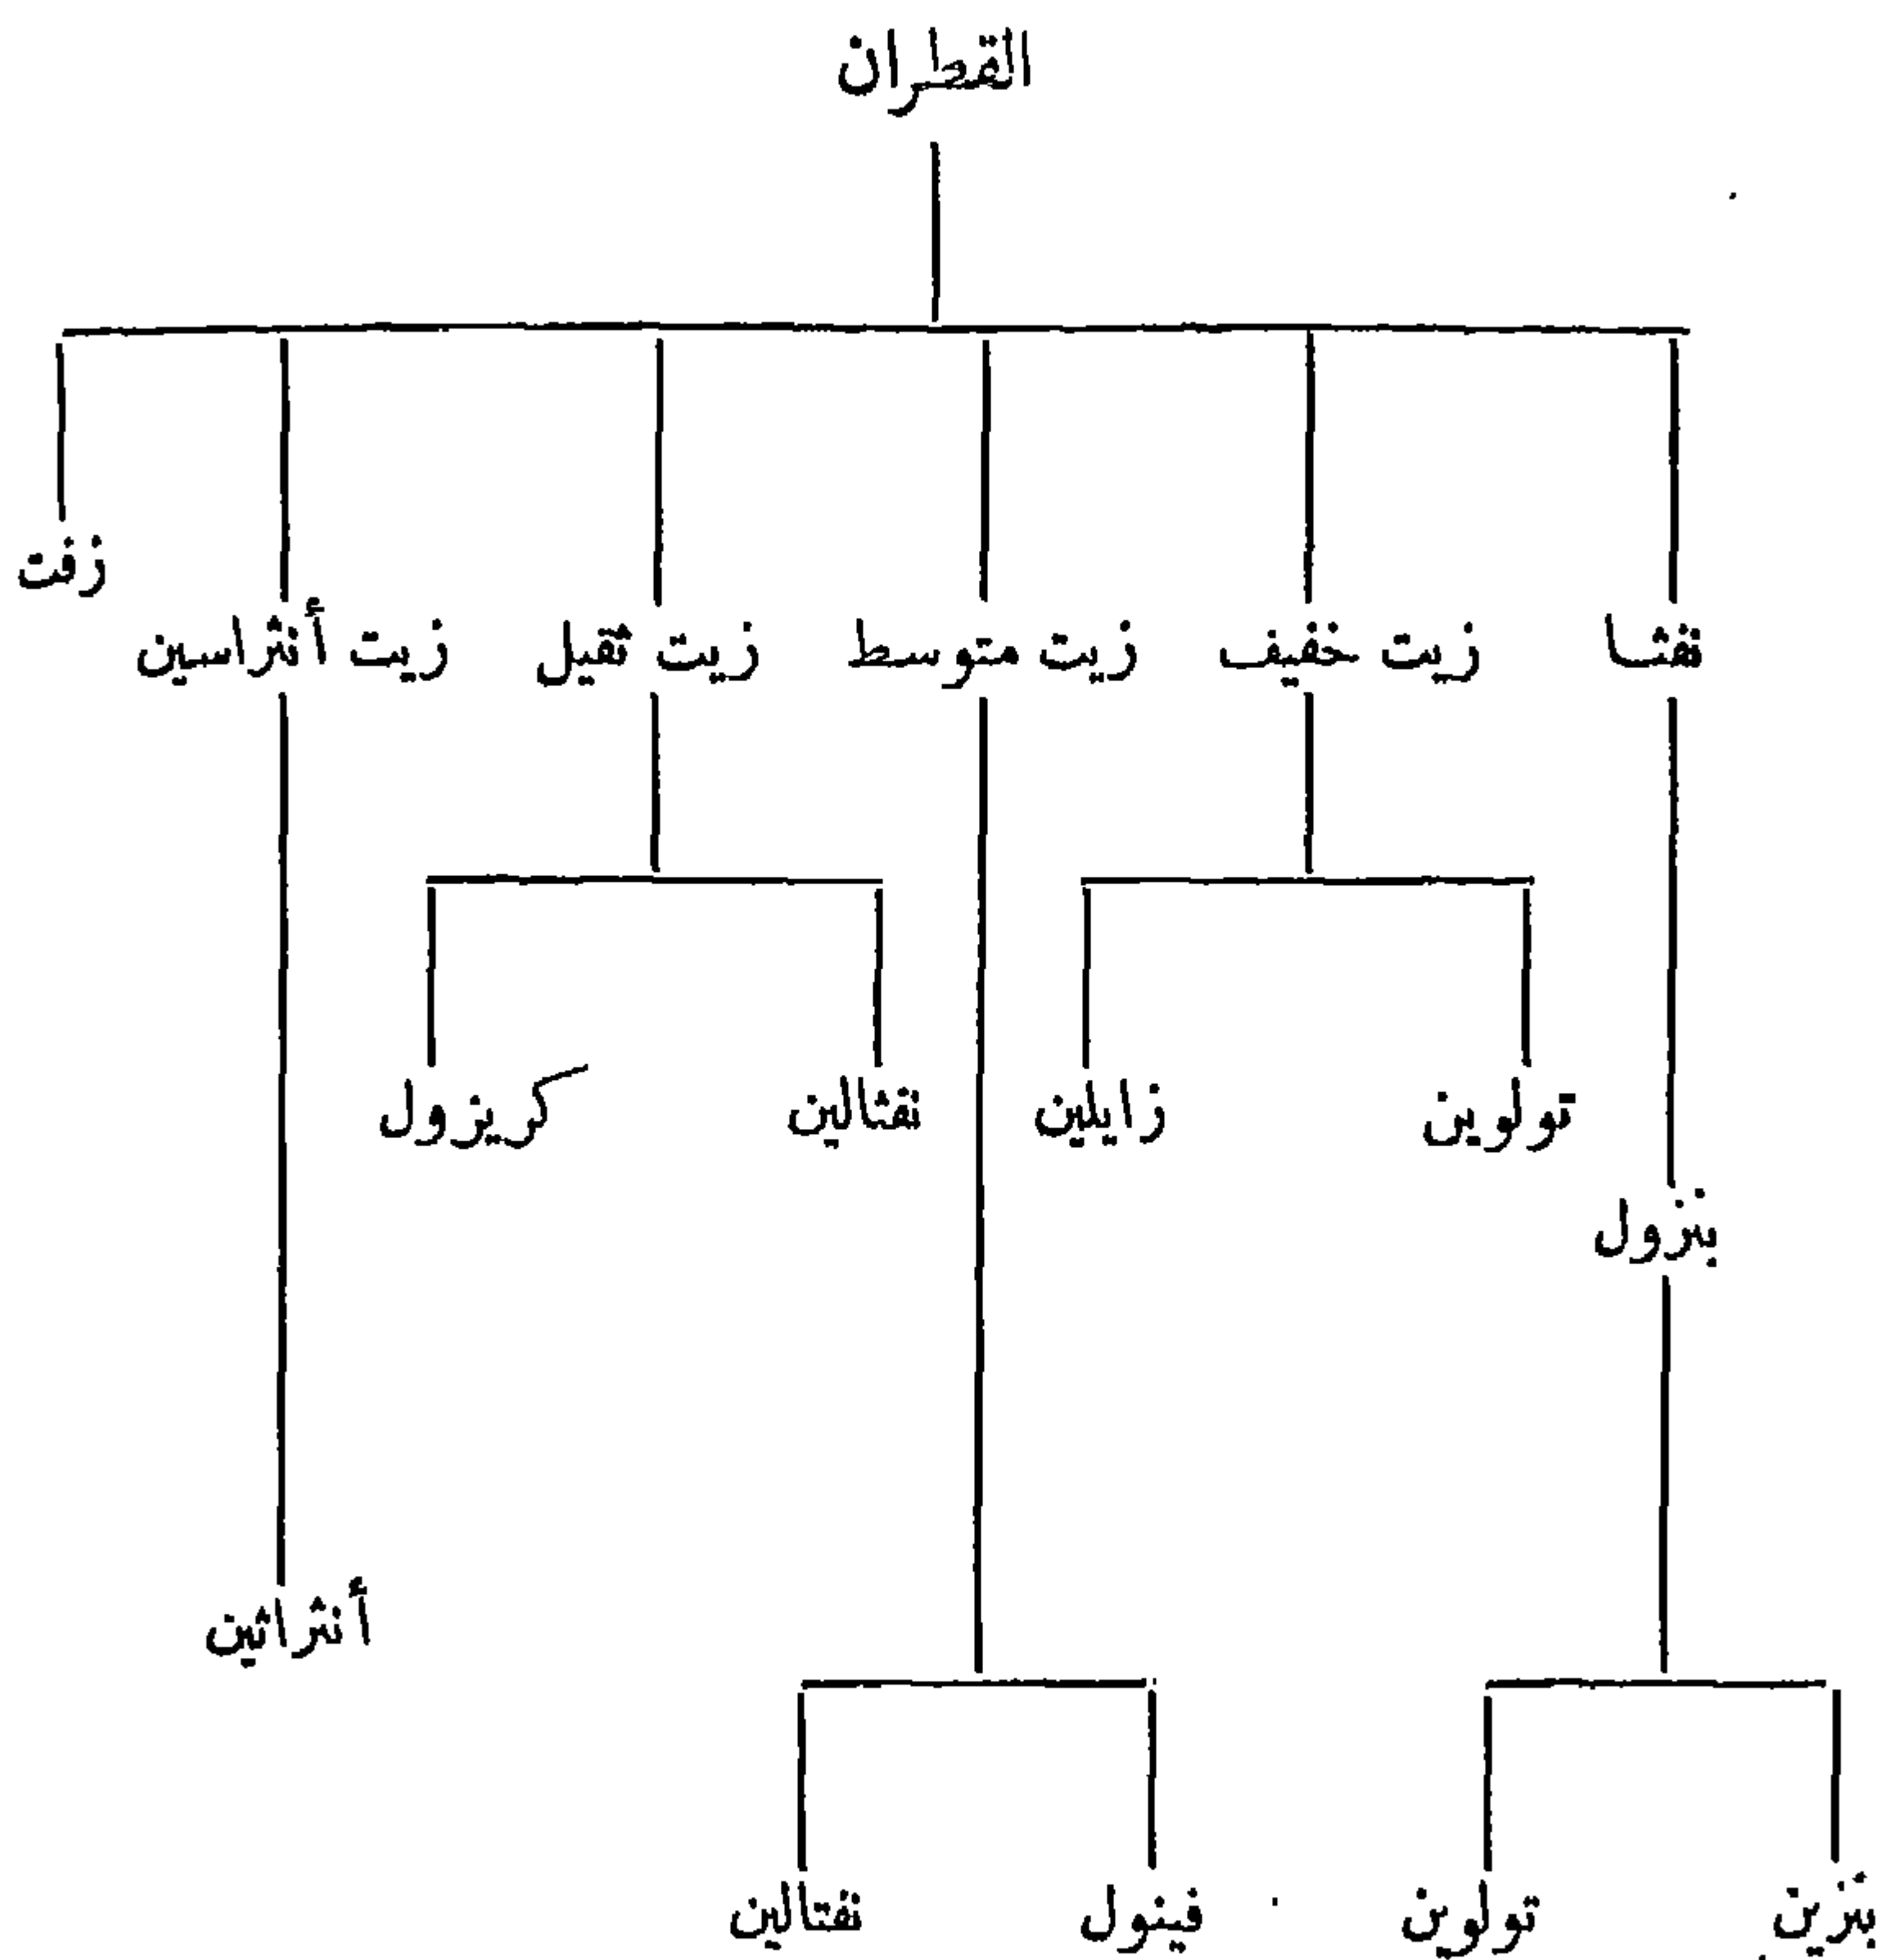 القطران
زفت
نفثا زيت خفيف زيت متوسط زيت ثقيل زيت أنثراسين
تولوين زايلين نفثالين كريزول
بنزول
أنثراثين
بنزين تولوين فينول نفتالين